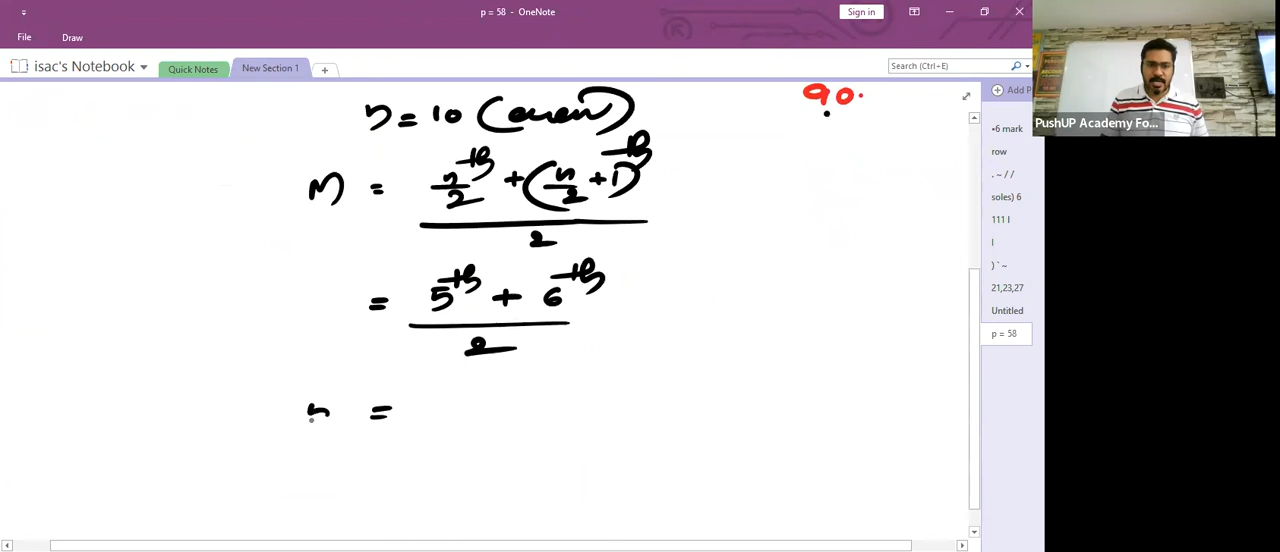 p = 58 - OneNote
Sign in
File
Draw
isac's Notebook
Quick Notes
New Section 1
+
Search (Ctrl+E)
Add P
n = 10 (even)
90.
M = n/2 th + (n/2 + 1) th
2
= 5th + 6th
2
=
•6 mark
row
. ~ / /
soles) 6
111 I
I
) ` ~
21,23,27
Untitled
p = 58
PushUP Academy Fo...